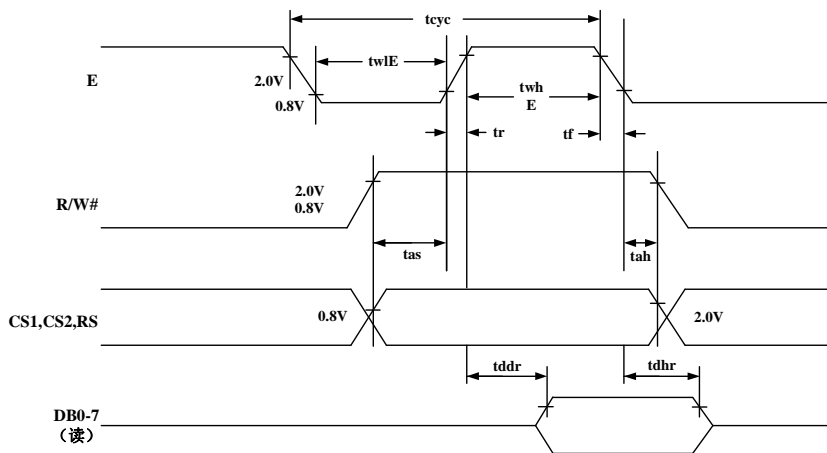 tcyc
E
twlE
2.0V
0.8V
twh
E
tr
tf
R/W#
2.0V
0.8V
tas
tah
CS1,CS2,RS
0.8V
2.0V
tddr
tdhr
DB0-7
（读）